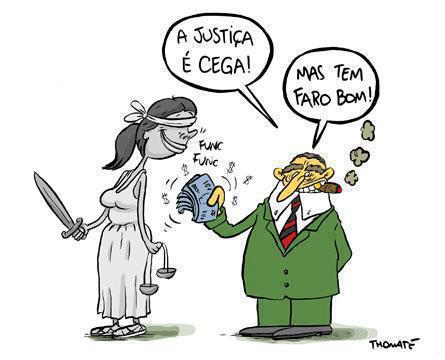 A JUSTIÇA
É CEGA!
MAS TEM
FARO BOM!
FUNC
FUNC
$
$
$
$
THOMATE